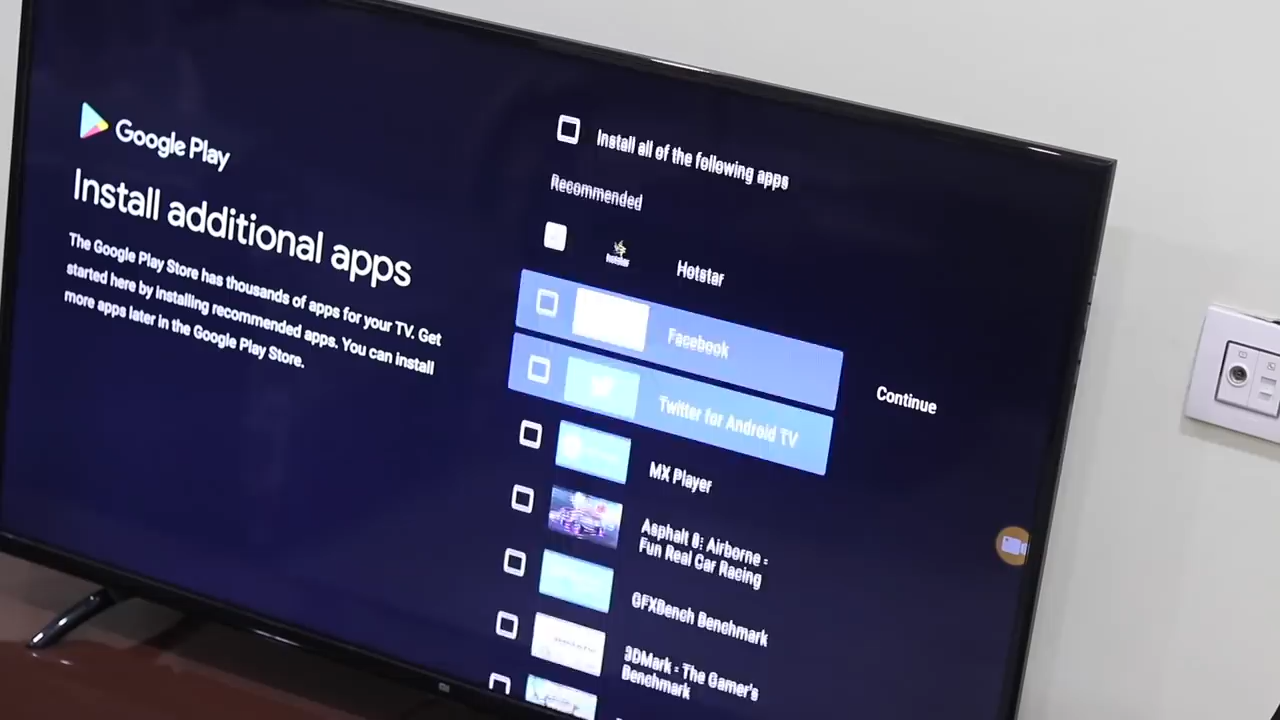 Google Play
Install additional apps
The Google Play Store has thousands of apps for your TV. Get
started here by installing recommended apps. You can install
more apps later in the Google Play Store.
Install all of the following apps
Recommended
hotstar
Hotstar
Facebook
Twitter for Android TV
Continue
MX Player
Asphalt 8: Airborne -
Fun Real Car Racing
GFXBench Benchmark
3DMark - The Gamer's
Benchmark
MI